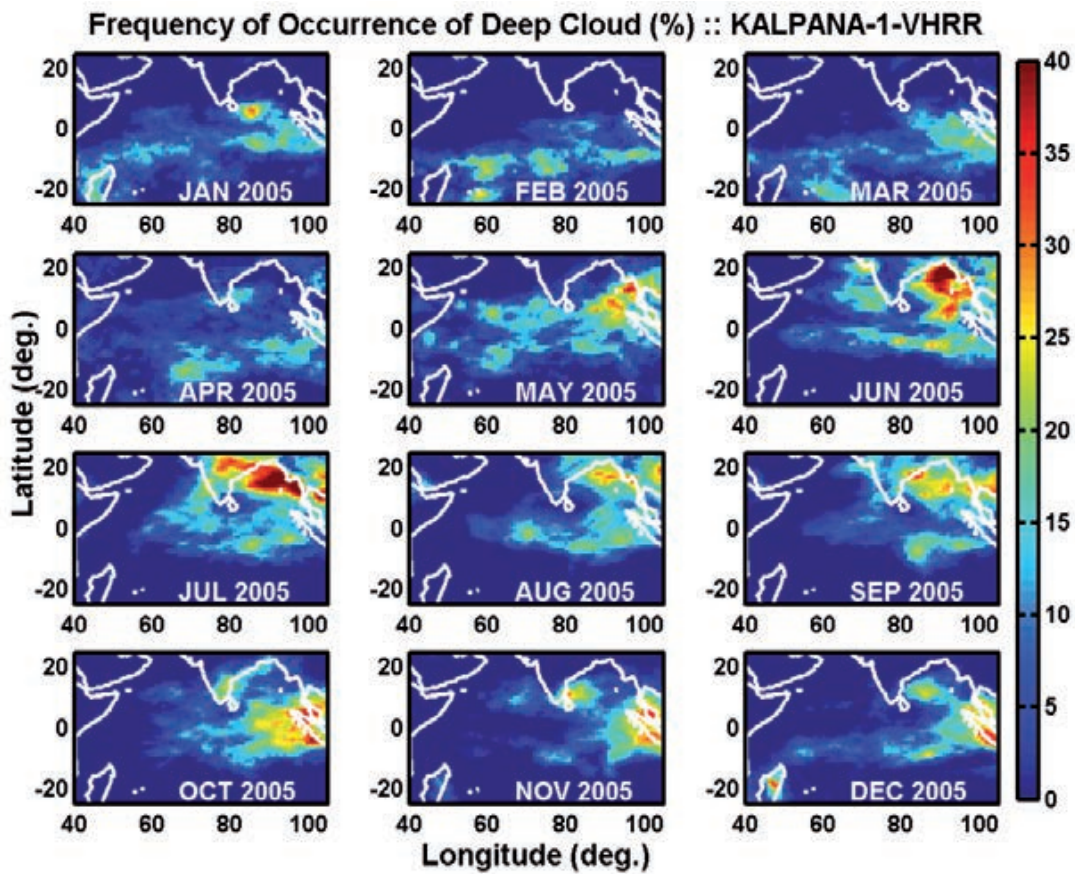 Frequency of Occurrence of Deep Cloud (%) :: KALPANA-1-VHRR
20
0
-20
JAN 2005
40 60 80 100
20
0
-20
FEB 2005
40 60 80 100
20
0
-20
MAR 2005
40 60 80 100
20
0
-20
APR 2005
40 60 80 100
20
0
-20
MAY 2005
40 60 80 100
20
0
-20
JUN 2005
40 60 80 100
20
0
-20
JUL 2005
40 60 80 100
20
0
-20
AUG 2005
40 60 80 100
20
0
-20
SEP 2005
40 60 80 100
20
0
-20
OCT 2005
40 60 80 100
20
0
-20
NOV 2005
40 60 80 100
20
0
-20
DEC 2005
40 60 80 100
Latitude (deg.)
Longitude (deg.)
40
35
30
25
20
15
10
5
0